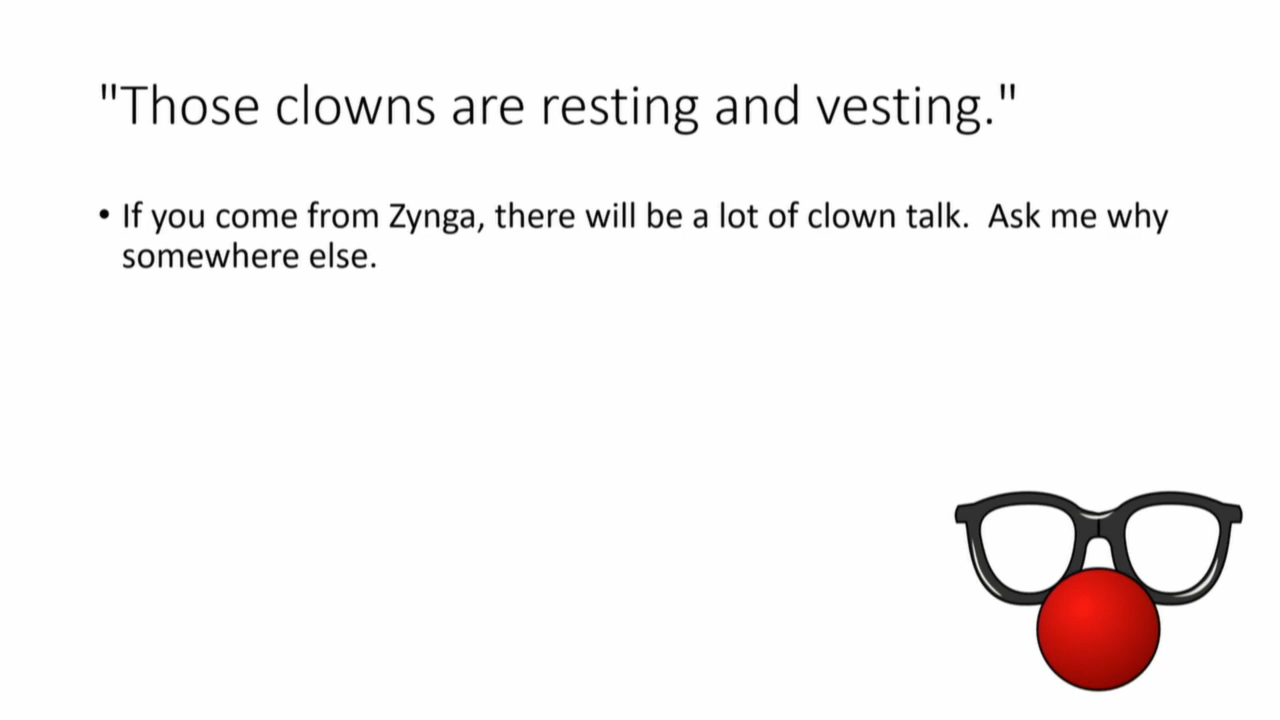 "Those clowns are resting and vesting."
• If you come from Zynga, there will be a lot of clown talk.  Ask me why
somewhere else.